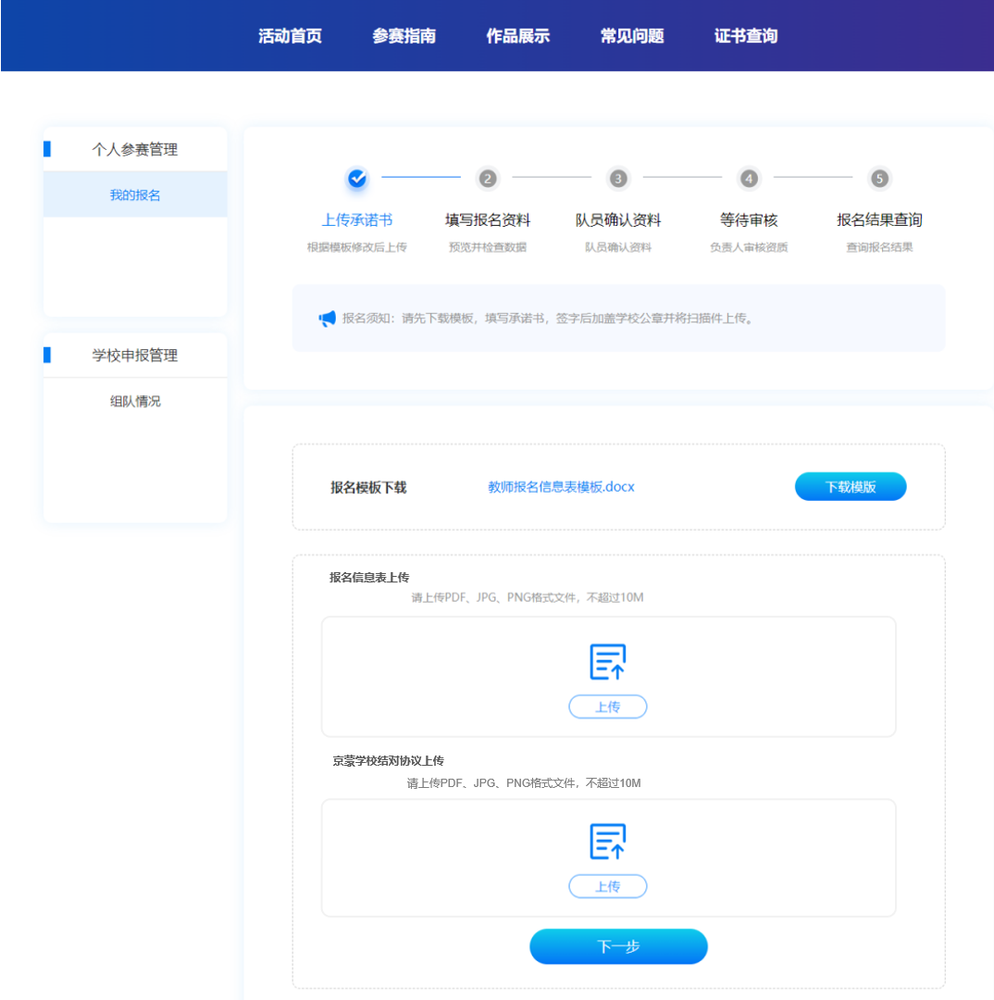 活动首页 参赛指南 作品展示 常见问题 证书查询
个人参赛管理
我的报名
学校申报管理
组队情况
2 3 4 5
上传承诺书 填写报名资料 队员确认资料 等待审核 报名结果查询
根据模板修改后上传 预览并检查数据 队员确认资料 负责人审核资质 查询报名结果
报名须知：请先下载模板，填写承诺书，签字后加盖学校公章并将扫描件上传。
报名模板下载 教师报名信息表模板.docx 下载模版
报名信息表上传
请上传PDF、JPG、PNG格式文件，不超过10M
上传
京蒙学校结对协议上传
请上传PDF、JPG、PNG格式文件，不超过10M
上传
下一步